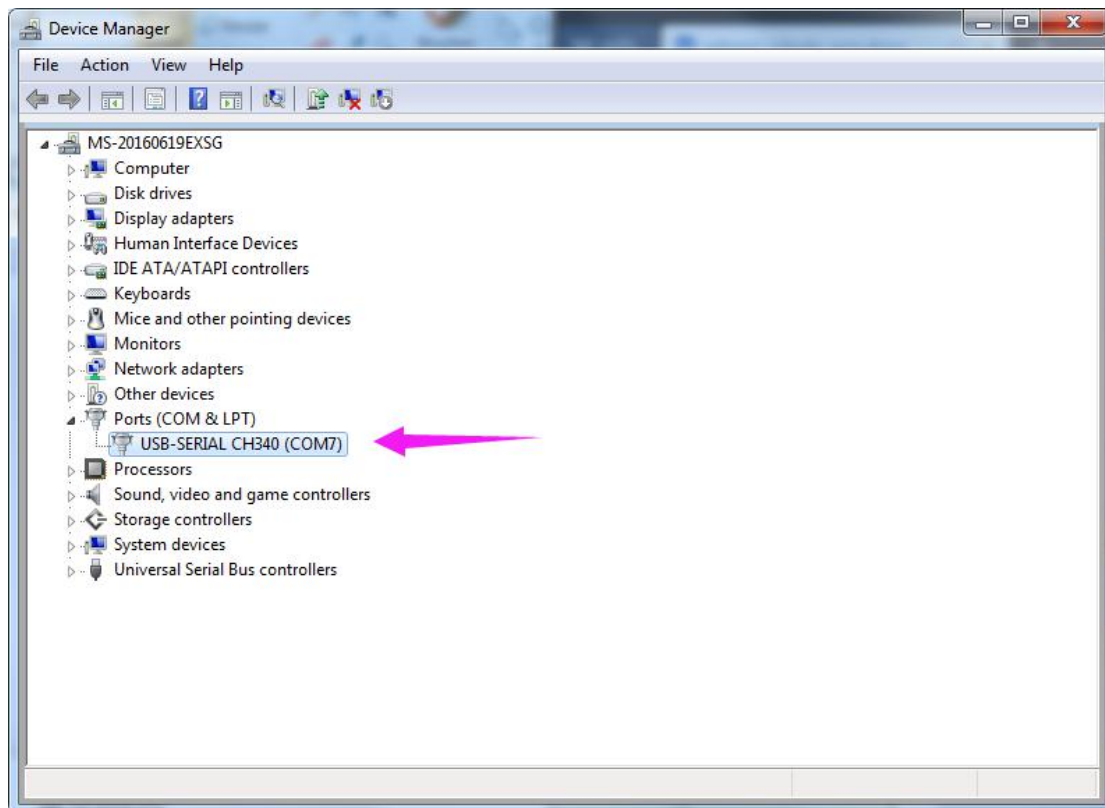 Device Manager
File Action View Help
MS-20160619EXSG
Computer
Disk drives
Display adapters
Human Interface Devices
IDE ATA/ATAPI controllers
Keyboards
Mice and other pointing devices
Monitors
Network adapters
Other devices
Ports (COM & LPT)
USB-SERIAL CH340 (COM7)
Processors
Sound, video and game controllers
Storage controllers
System devices
Universal Serial Bus controllers